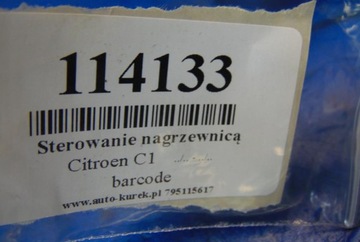 114133
Sterowanie nagrzewnicą
Citroen C1
barcode
www.auto-kurek.pl 795115617